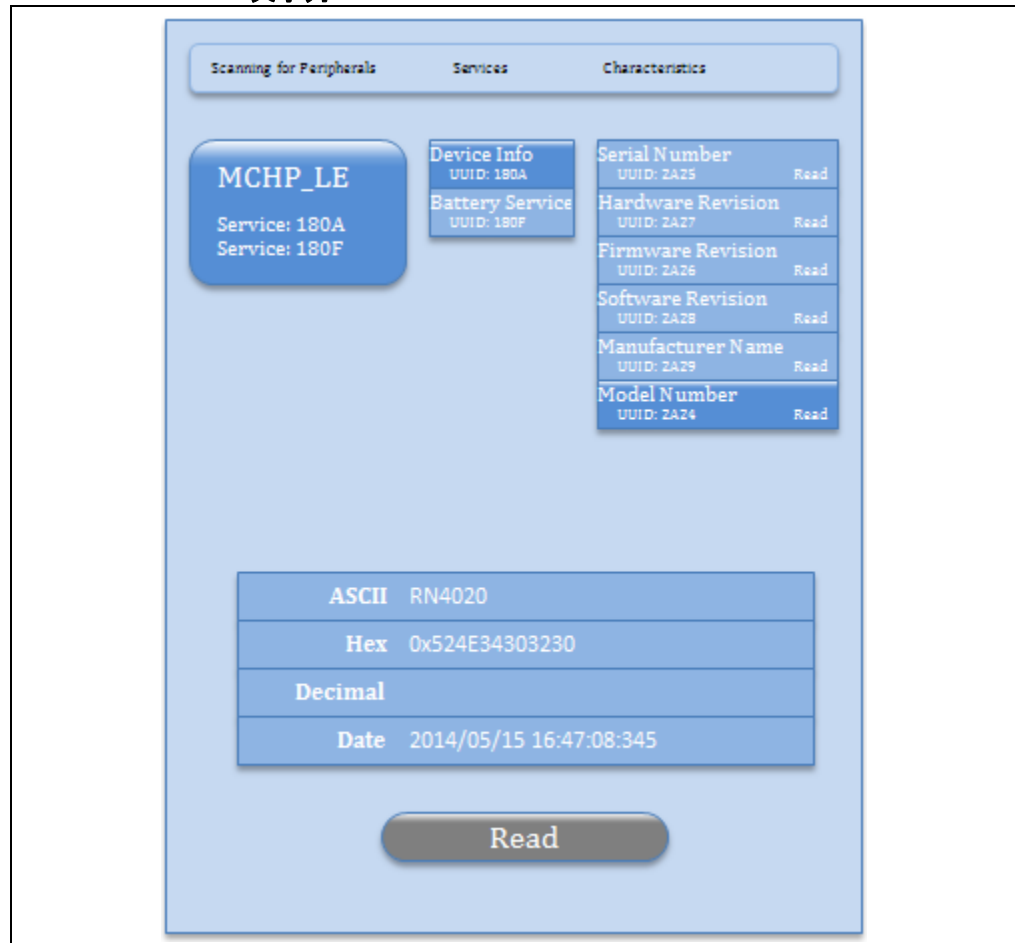 Scanning for Peripherals Services Characteristics
MCHP_LE
Service: 180A
Service: 180F
Device Info
UUID: 180A
Battery Service
UUID: 180F
Serial Number
UUID: 2A25 Read
Hardware Revision
UUID: 2A27 Read
Firmware Revision
UUID: 2A26 Read
Software Revision
UUID: 2A28 Read
Manufacturer Name
UUID: 2A29 Read
Model Number
UUID: 2A24 Read
ASCII RN4020
Hex 0x524E34303230
Decimal
Date 2014/05/15 16:47:08:345
Read